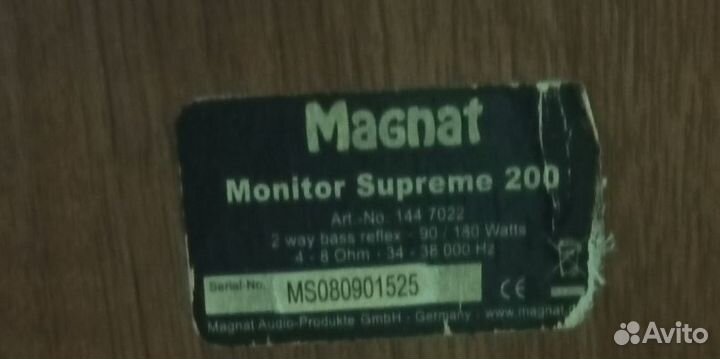 Magnat
Monitor Supreme 200
Art.-No. 144 7022
2 way bass reflex - 90 / 180 Watts
4 - 8 Ohm - 34 - 38 000 Hz
Serial-No. MS080901525 CE
Magnat Audio-Produkte GmbH - Germany - www.magnat.
Avito